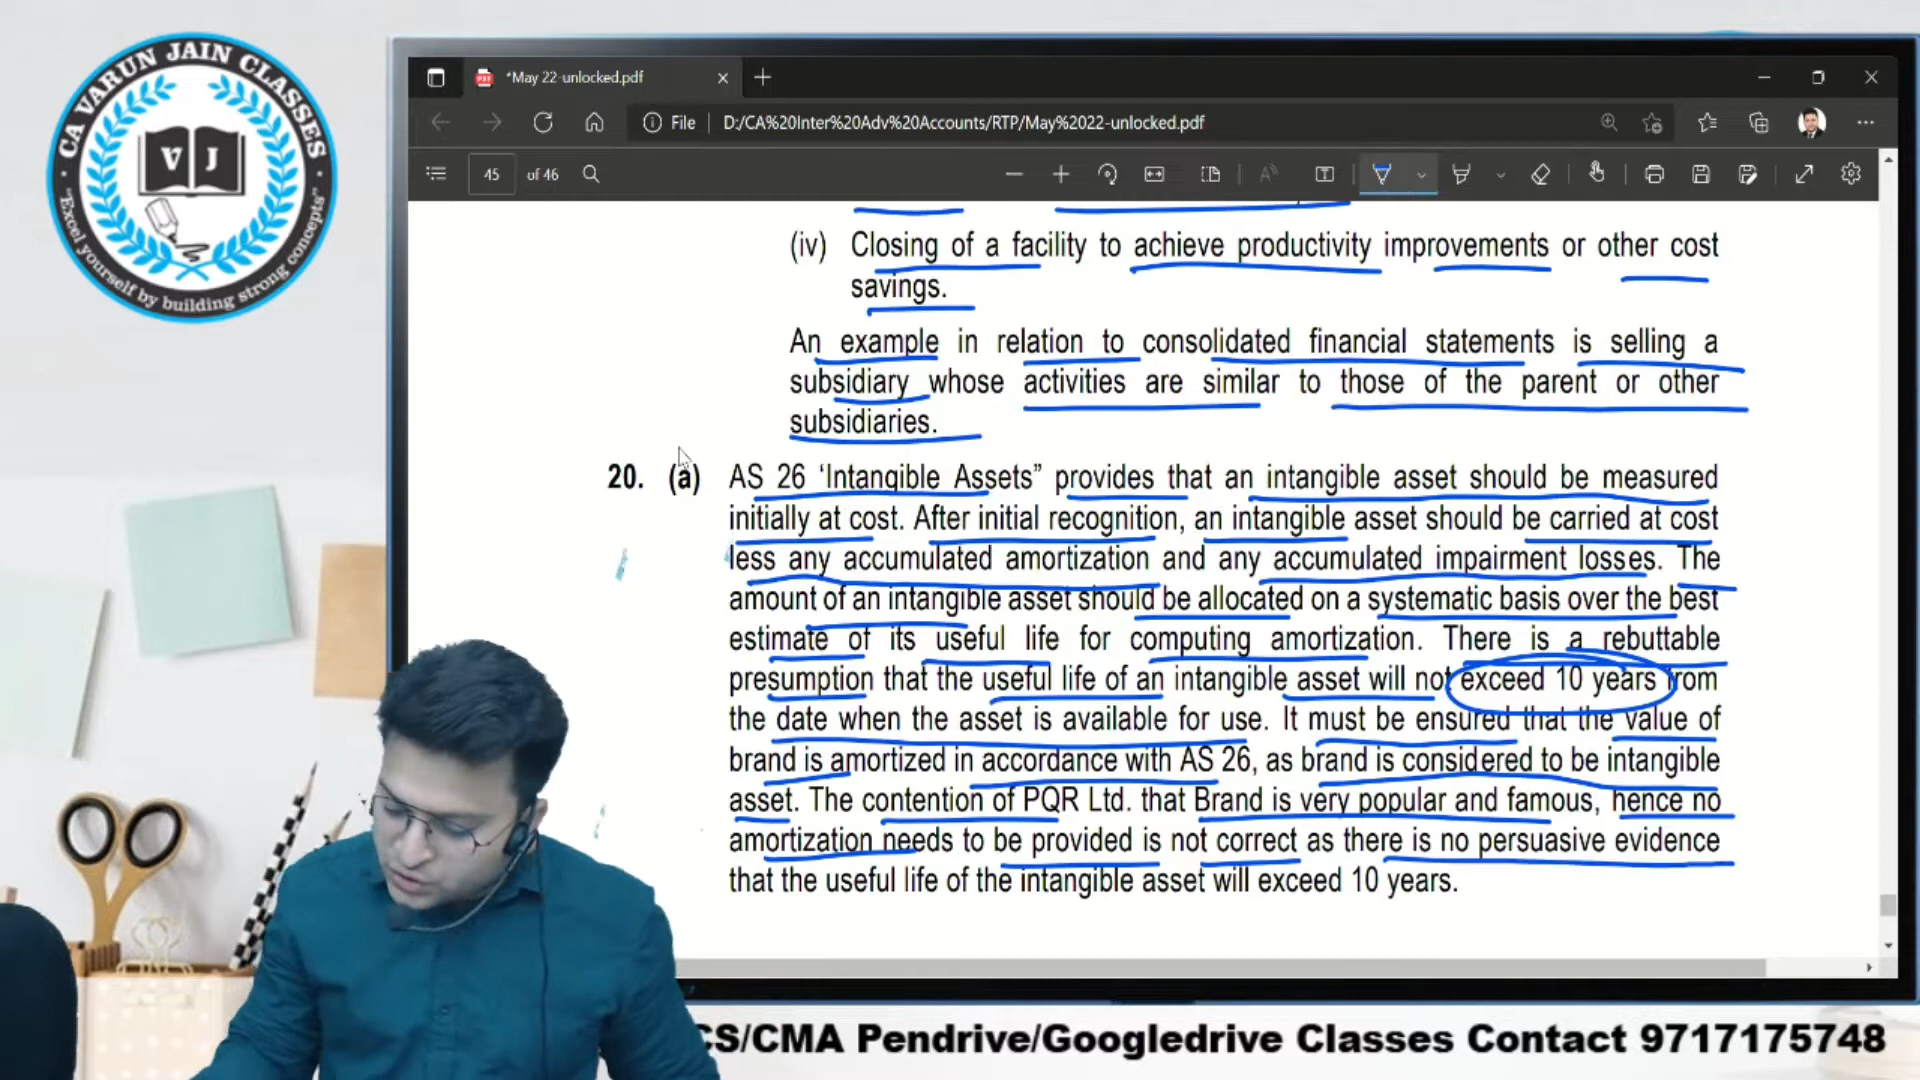 CA VARUN JAIN CLASSES
V J
"Excel yourself by building strong concepts"
*May 22-unlocked.pdf
File D:/CA%20Inter%20Adv%20Accounts/RTP/May%2022-unlocked.pdf
45 of 46
(iv) Closing of a facility to achieve productivity improvements or other cost
savings.
An example in relation to consolidated financial statements is selling a
subsidiary whose activities are similar to those of the parent or other
subsidiaries.
20. (a) AS 26 ‘Intangible Assets” provides that an intangible asset should be measured
initially at cost. After initial recognition, an intangible asset should be carried at cost
less any accumulated amortization and any accumulated impairment losses. The
amount of an intangible asset should be allocated on a systematic basis over the best
estimate of its useful life for computing amortization. There is a rebuttable
presumption that the useful life of an intangible asset will not exceed 10 years from
the date when the asset is available for use. It must be ensured that the value of
brand is amortized in accordance with AS 26, as brand is considered to be intangible
asset. The contention of PQR Ltd. that Brand is very popular and famous, hence no
amortization needs to be provided is not correct as there is no persuasive evidence
that the useful life of the intangible asset will exceed 10 years.
CS/CMA Pendrive/Googledrive Classes Contact 9717175748